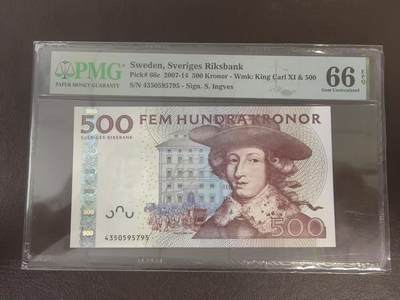 PMG
PAPER MONEY GUARANTY
Sweden, Sveriges Riksbank
Pick# 66c 2007-14 500 Kronor - Wmk: King Carl XI & 500
S/N 4350595795 - Sign. S. Ingves
66 EPQ
Gem Uncirculated
500 FEM HUNDRA KRONOR
SVERIGES RIKSBANK
4350595795
500